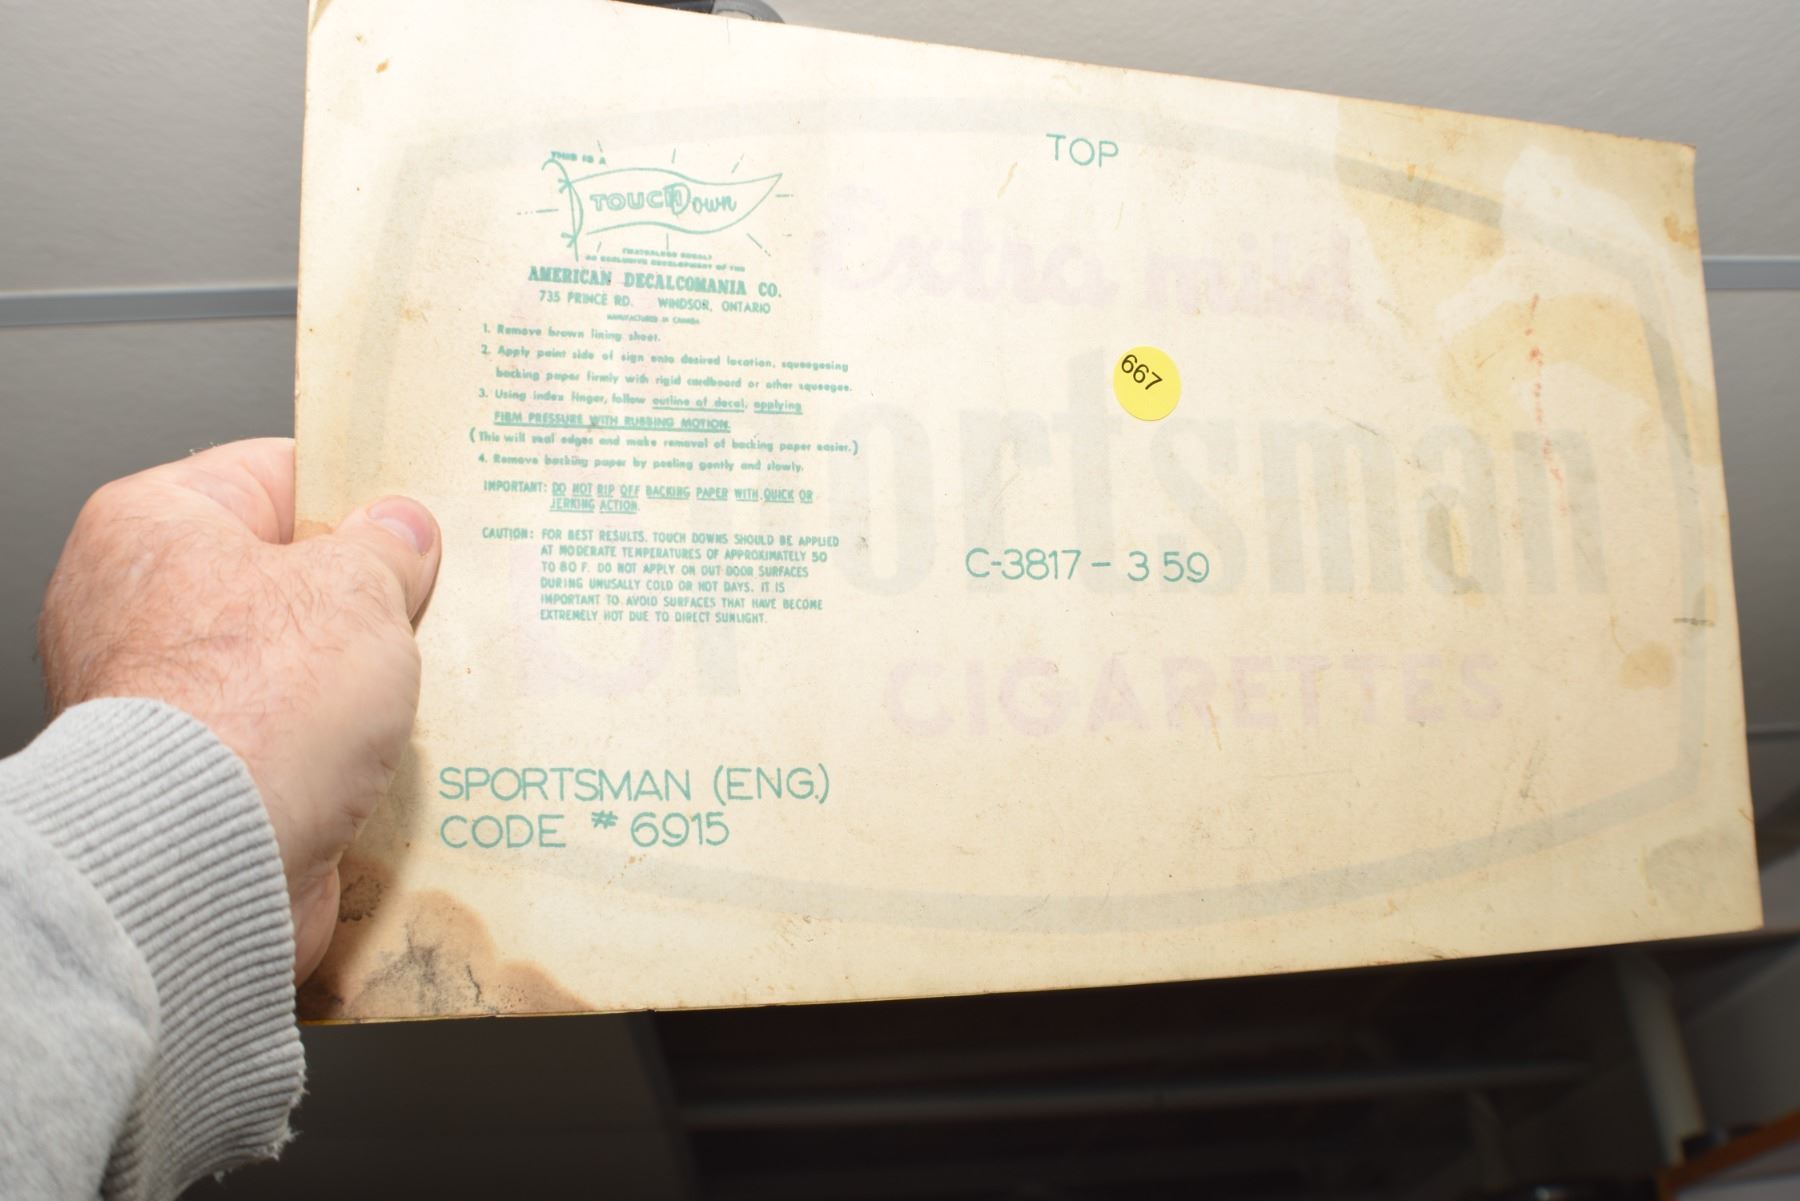 TOP
THIS IS A
TOUCH Down
(WATERLESS DECAL)
AN EXCLUSIVE DEVELOPMENT OF THE
AMERICAN DECALCOMANIA CO.
735 PRINCE RD. WINDSOR, ONTARIO
MANUFACTURED IN CANADA
1. Remove brown lining sheet.
2. Apply paint side of sign onto desired location, squeegeeing
backing paper firmly with rigid cardboard or other squeegee.
3. Using index finger, follow outline of decal, applying
FIRM PRESSURE WITH RUBBING MOTION.
(This will seal edges and make removal of backing paper easier.)
4. Remove backing paper by peeling gently and slowly.
IMPORTANT: DO NOT RIP OFF BACKING PAPER WITH QUICK OR
JERKING ACTION.
CAUTION: FOR BEST RESULTS, TOUCH DOWNS SHOULD BE APPLIED
AT MODERATE TEMPERATURES OF APPROXIMATELY 50
TO 80 F. DO NOT APPLY ON OUT DOOR SURFACES
DURING UNUSALLY COLD OR HOT DAYS. IT IS
IMPORTANT TO AVOID SURFACES THAT HAVE BECOME
EXTREMELY HOT DUE TO DIRECT SUNLIGHT.
Extra mild
Sportsman
CIGARETTES
667
C-3817-359
SPORTSMAN (ENG.)
CODE # 6915